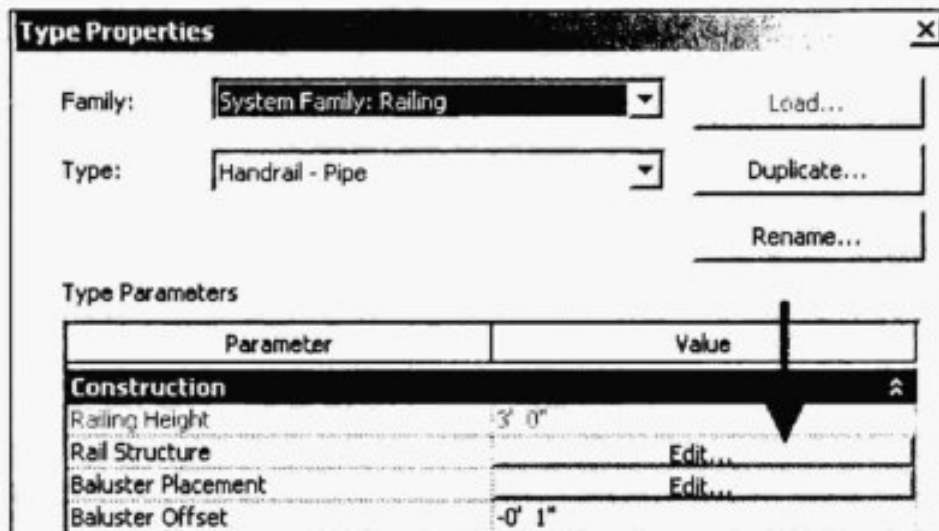 Type Properties
Family: System Family: Railing Load...
Type: Handrail - Pipe Duplicate...
Rename...
Type Parameters
Parameter Value
Construction
Railing Height 3' 0"
Rail Structure Edit...
Baluster Placement Edit...
Baluster Offset -0' 1"